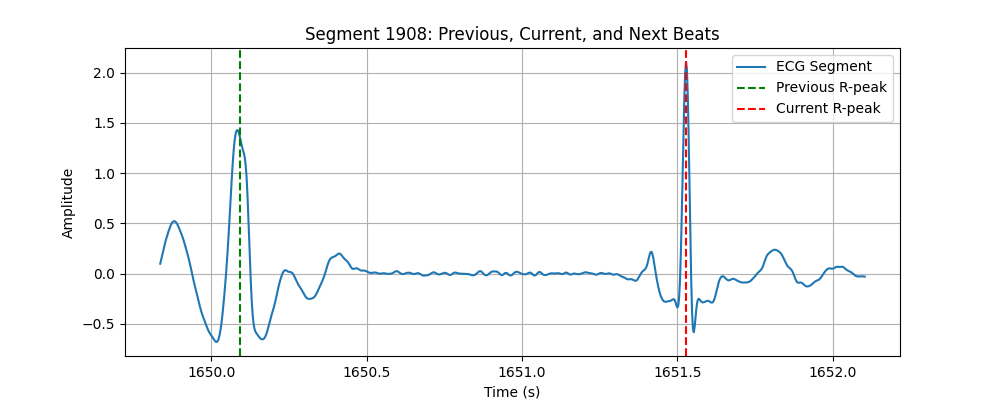 Segment 1908: Previous, Current, and Next Beats
ECG Segment
Previous R-peak
Current R-peak
Amplitude
2.0
1.5
1.0
0.5
0.0
−0.5
1650.0 1650.5 1651.0 1651.5 1652.0
Time (s)